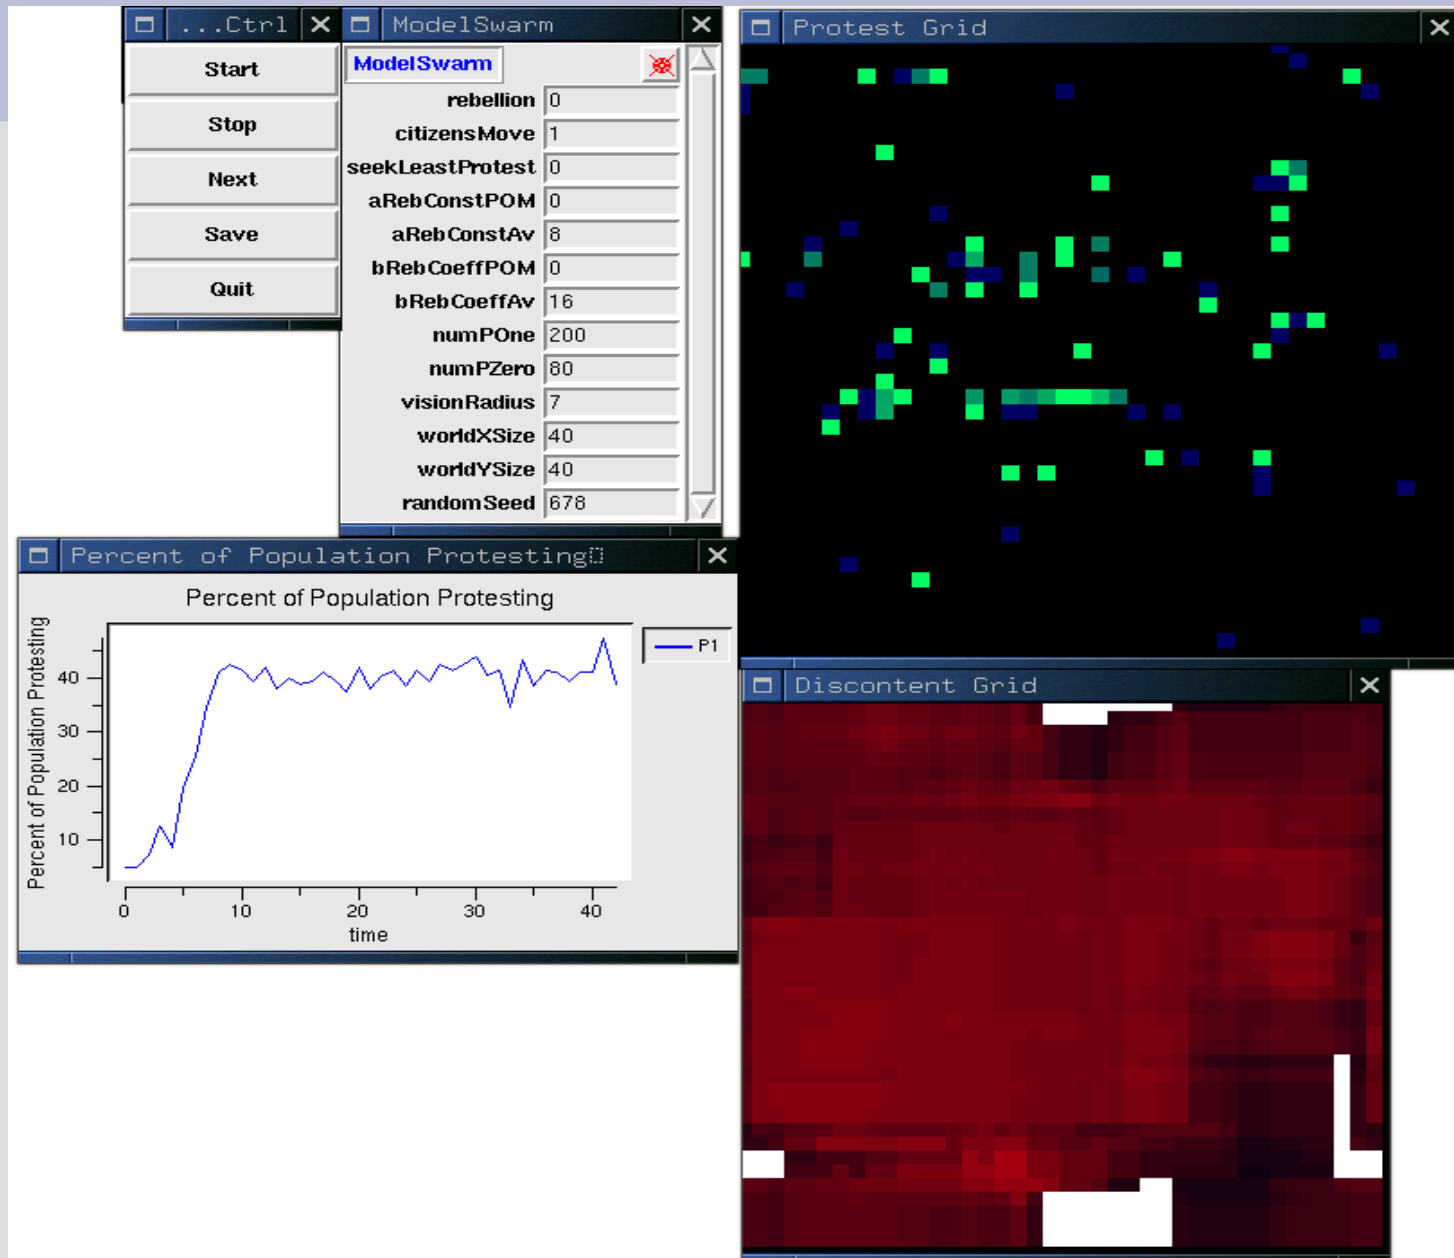 ...Ctrl
Start
Stop
Next
Save
Quit
ModelSwarm
ModelSwarm
rebellion 0
citizensMove 1
seekLeastProtest 0
aRebConstPOM 0
aRebConstAv 8
bRebCoeffPOM 0
bRebCoeffAv 16
numPOne 200
numPZero 80
visionRadius 7
worldXSize 40
worldYSize 40
randomSeed 678
Protest Grid
Percent of Population Protesting
Percent of Population Protesting
Percent of Population Protesting
40
30
20
10
0 10 20 30 40
time
P1
Discontent Grid